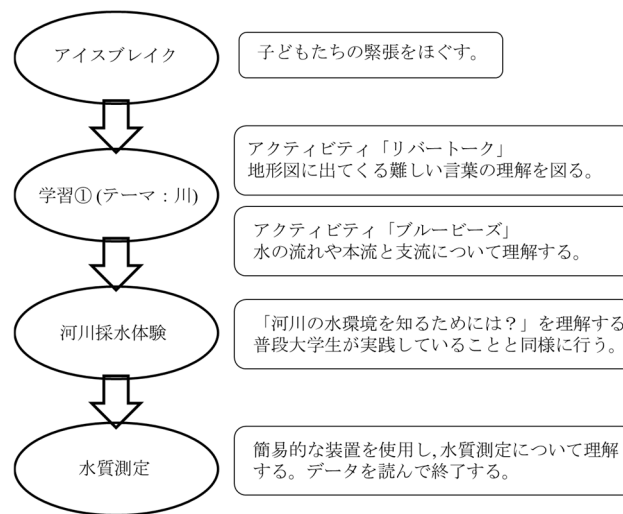 アイスブレイク
子どもたちの緊張をほぐす。
学習①(テーマ：川)
アクティビティ「リバートーク」
地形図に出てくる難しい言葉の理解を図る。
アクティビティ「ブルービーズ」
水の流れや本流と支流について理解する。
河川採水体験
「河川の水環境を知るためには？」を理解する
普段大学生が実践していることと同様に行う。
水質測定
簡易的な装置を使用し,水質測定について理解
する。データを読んで終了する。